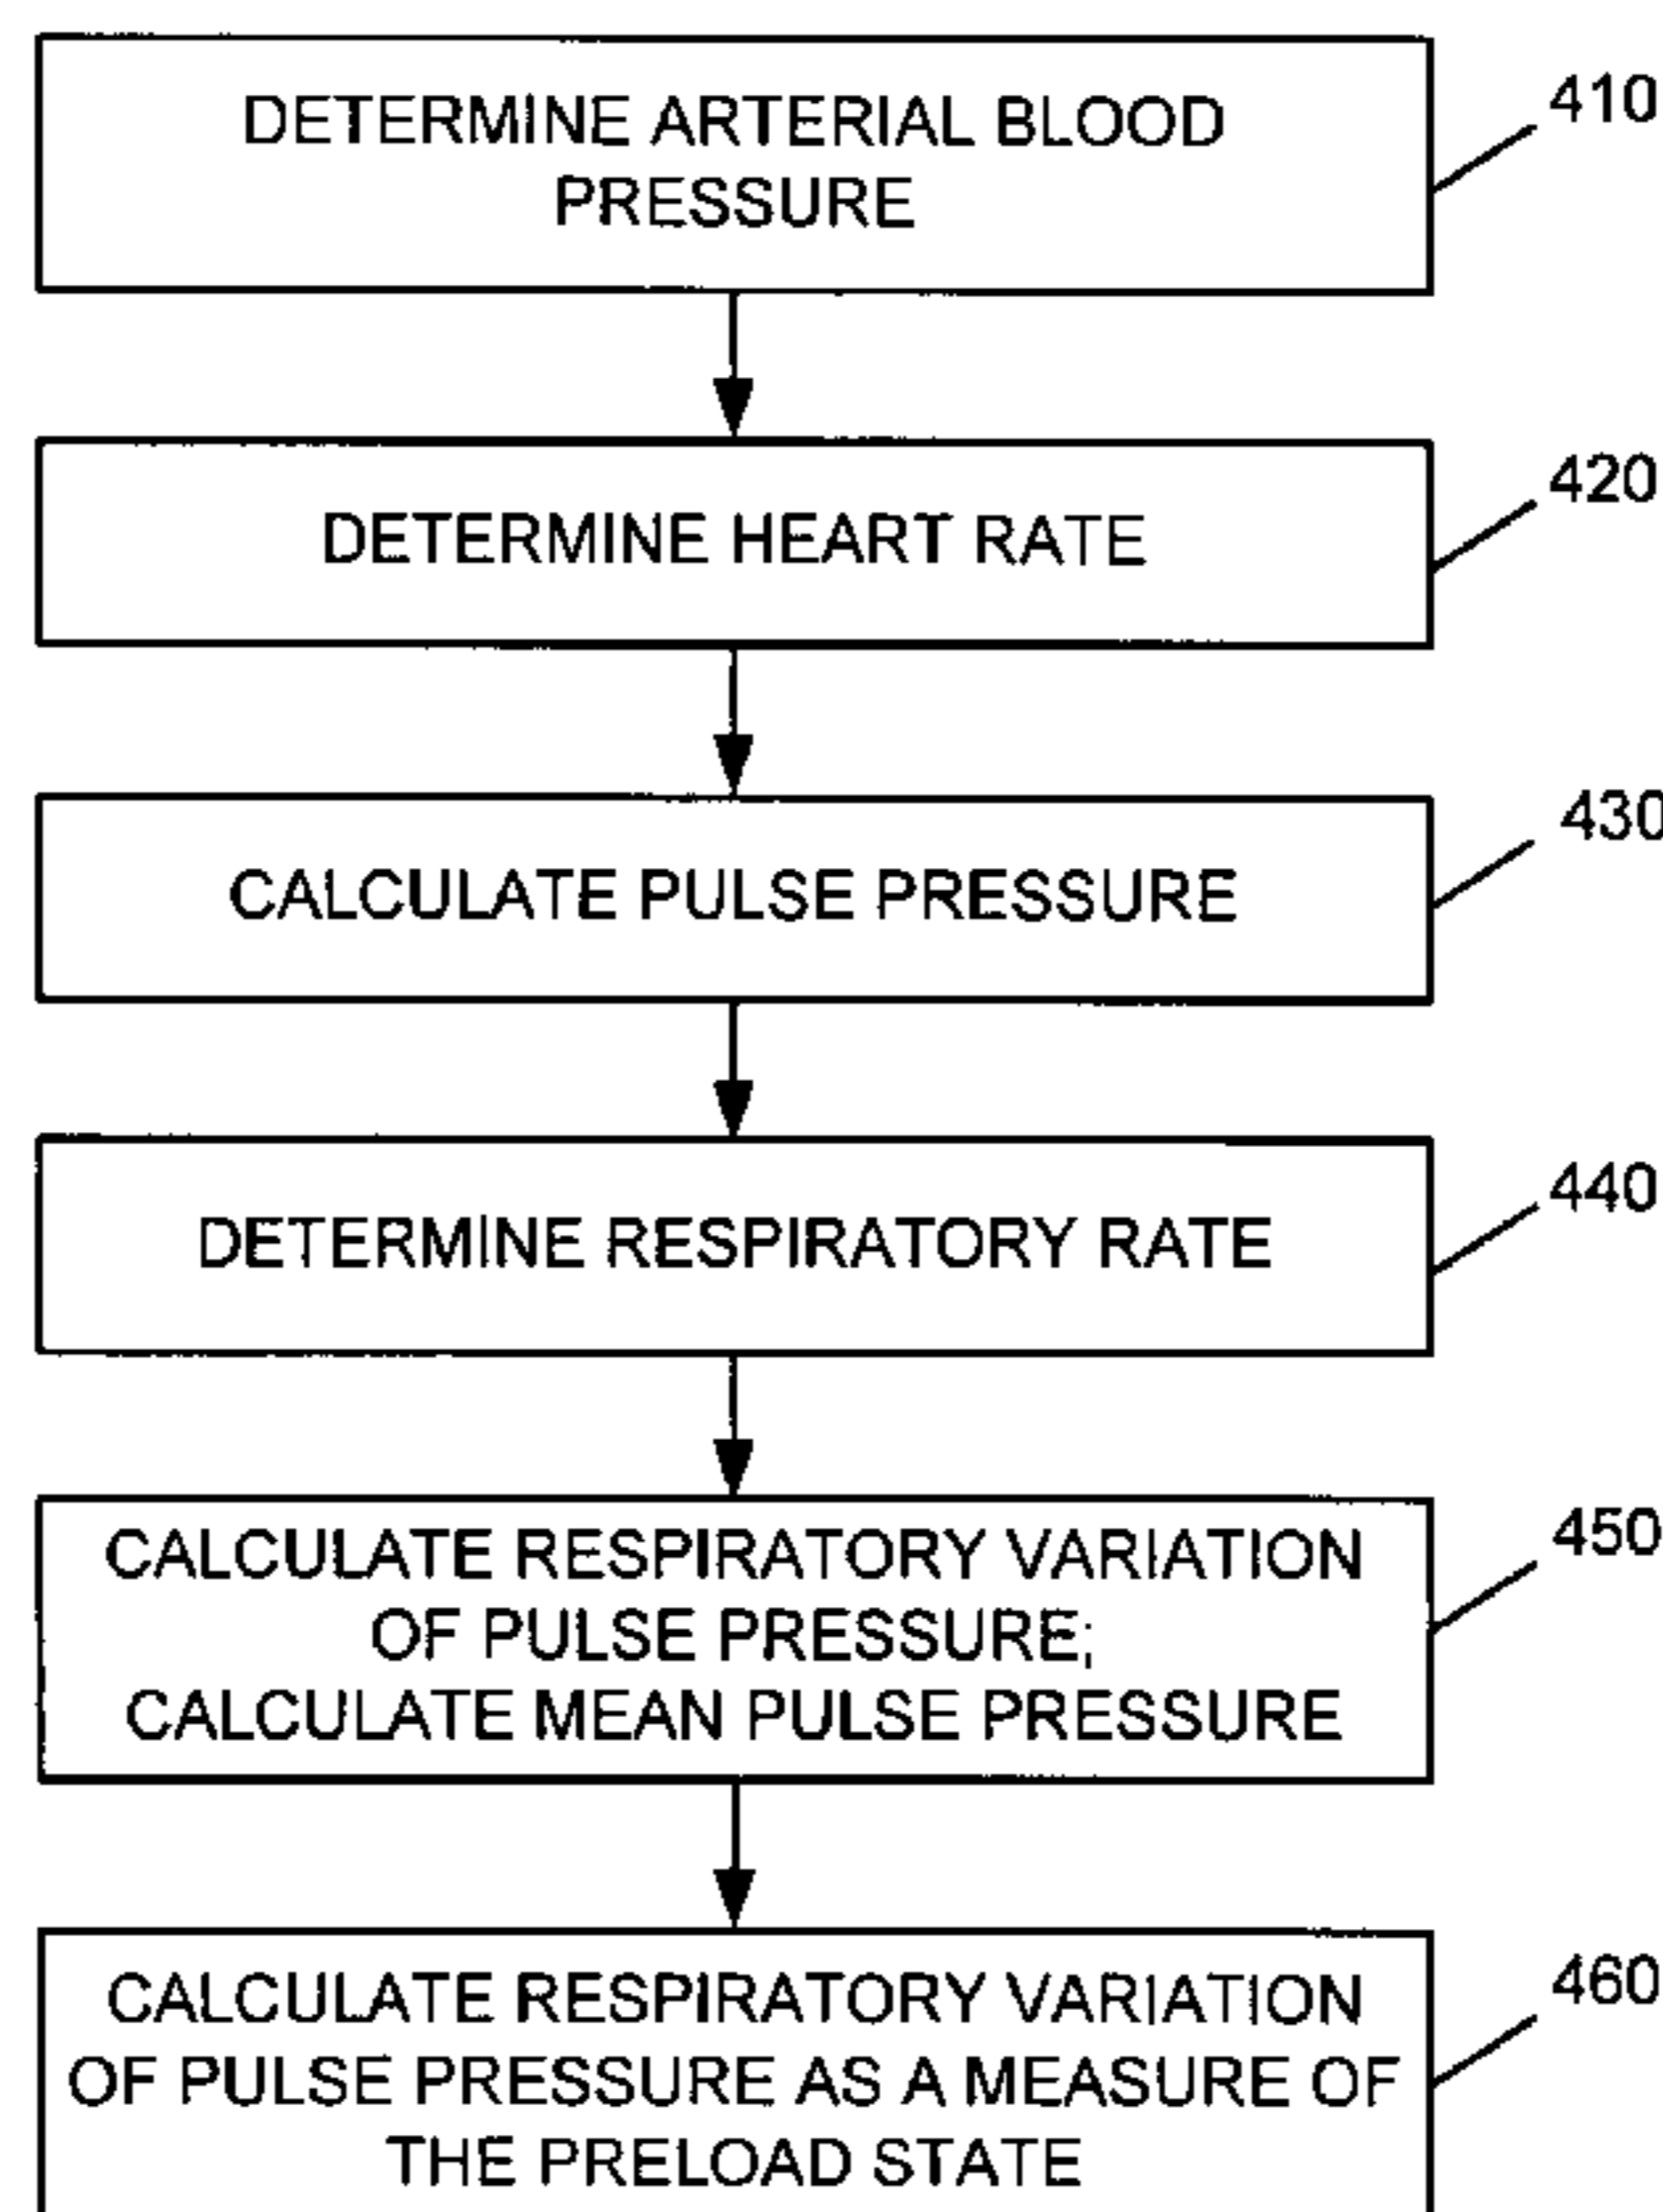 DETERMINE ARTERIAL BLOOD
PRESSURE
410
DETERMINE HEART RATE
420
CALCULATE PULSE PRESSURE
430
DETERMINE RESPIRATORY RATE
440
CALCULATE RESPIRATORY VARIATION
OF PULSE PRESSURE;
CALCULATE MEAN PULSE PRESSURE
450
CALCULATE RESPIRATORY VARIATION
OF PULSE PRESSURE AS A MEASURE OF
THE PRELOAD STATE
460